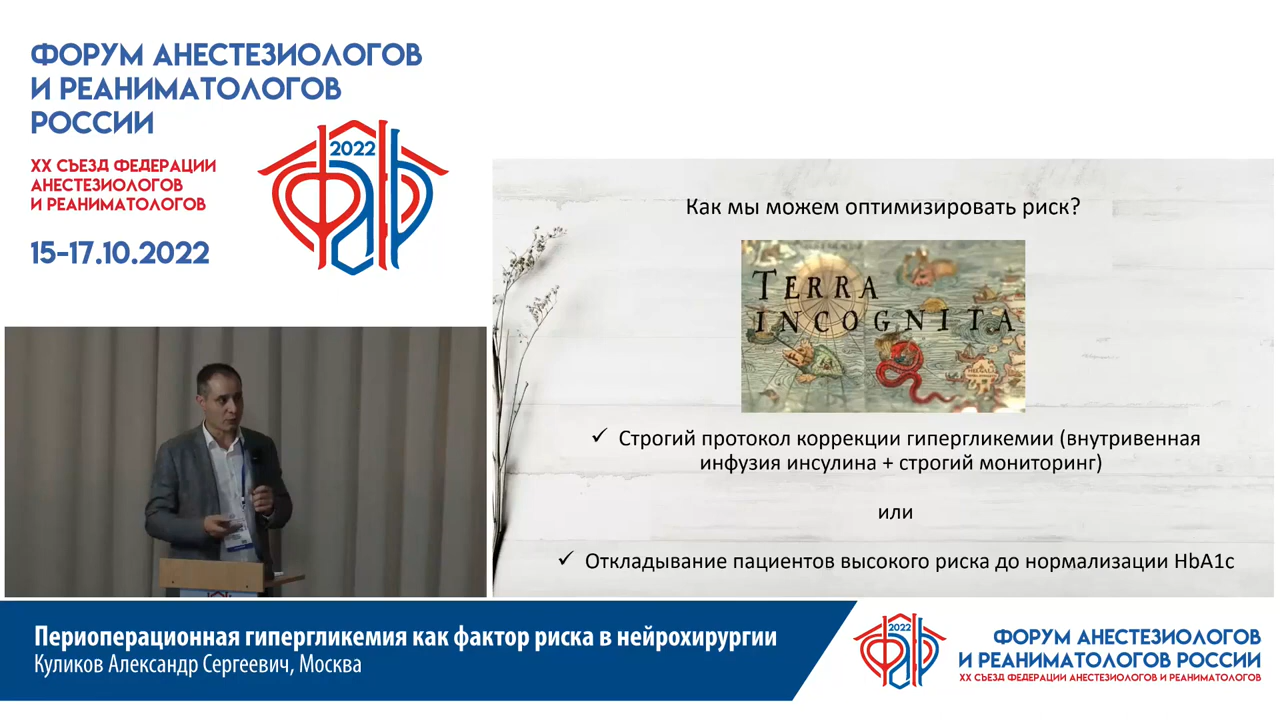 ФОРУМ АНЕСТЕЗИОЛОГОВ
И РЕАНИМАТОЛОГОВ
РОССИИ
XX СЪЕЗД ФЕДЕРАЦИИ
АНЕСТЕЗИОЛОГОВ
И РЕАНИМАТОЛОГОВ
15-17.10.2022
2022
ФАР
Как мы можем оптимизировать риск?
TERRA
INCOGNITA
✓ Строгий протокол коррекции гипергликемии (внутривенная
инфузия инсулина + строгий мониторинг)
или
✓ Откладывание пациентов высокого риска до нормализации HbA1c
Периоперационная гипергликемия как фактор риска в нейрохирургии
Куликов Александр Сергеевич, Москва
2022
ФАР
ФОРУМ АНЕСТЕЗИОЛОГОВ
И РЕАНИМАТОЛОГОВ РОССИИ
XX СЪЕЗД ФЕДЕРАЦИИ АНЕСТЕЗИОЛОГОВ И РЕАНИМАТОЛОГОВ